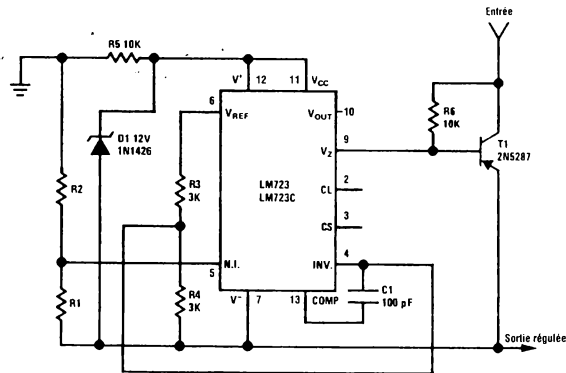 Entrée
R5 10K
V+ 12
11 VCC
6
VREF
VOUT 10
R6
10K
D1 12V
1N1426
9
VZ
T1
2N5287
R3
3K
LM723
LM723C
CL 2
R2
CS 3
N.I.
5
INV. 4
R1
R4
3K
V− 7
13 COMP
C1
100 pF
Sortie régulée